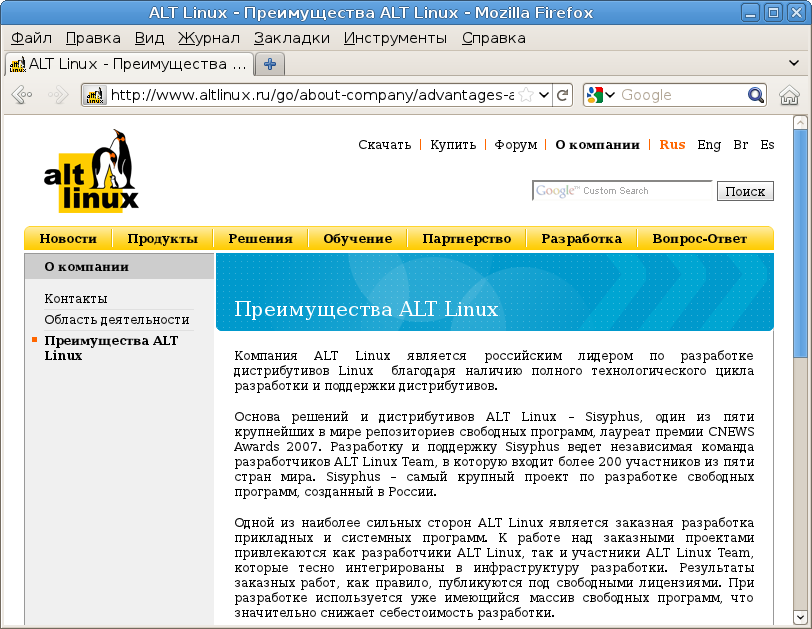 ALT Linux - Преимущества ALT Linux - Mozilla Firefox
Файл Правка Вид Журнал Закладки Инструменты Справка
ALT Linux - Преимущества ...
http://www.altlinux.ru/go/about-company/advantages-a
Google
alt
linux
Скачать | Купить | Форум | О компании | Rus Eng Br Es
Google™ Custom Search
Поиск
Новости Продукты Решения Обучение Партнерство Разработка Вопрос-Ответ
О компании
Контакты
Область деятельности
Преимущества ALT
Linux
Преимущества ALT Linux
Компания ALT Linux является российским лидером по разработке
дистрибутивов Linux благодаря наличию полного технологического цикла
разработки и поддержки дистрибутивов.
Основа решений и дистрибутивов ALT Linux – Sisyphus, один из пяти
крупнейших в мире репозиториев свободных программ, лауреат премии CNEWS
Awards 2007. Разработку и поддержку Sisyphus ведет независимая команда
разработчиков ALT Linux Team, в которую входит более 200 участников из пяти
стран мира. Sisyphus – самый крупный проект по разработке свободных
программ, созданный в России.
Одной из наиболее сильных сторон ALT Linux является заказная разработка
прикладных и системных программ. К работе над заказными проектами
привлекаются как разработчики ALT Linux, так и участники ALT Linux Team,
которые тесно интегрированы в инфраструктуру разработки. Результаты
заказных работ, как правило, публикуются под свободными лицензиями. При
разработке используется уже имеющийся массив свободных программ, что
значительно снижает себестоимость разработки.